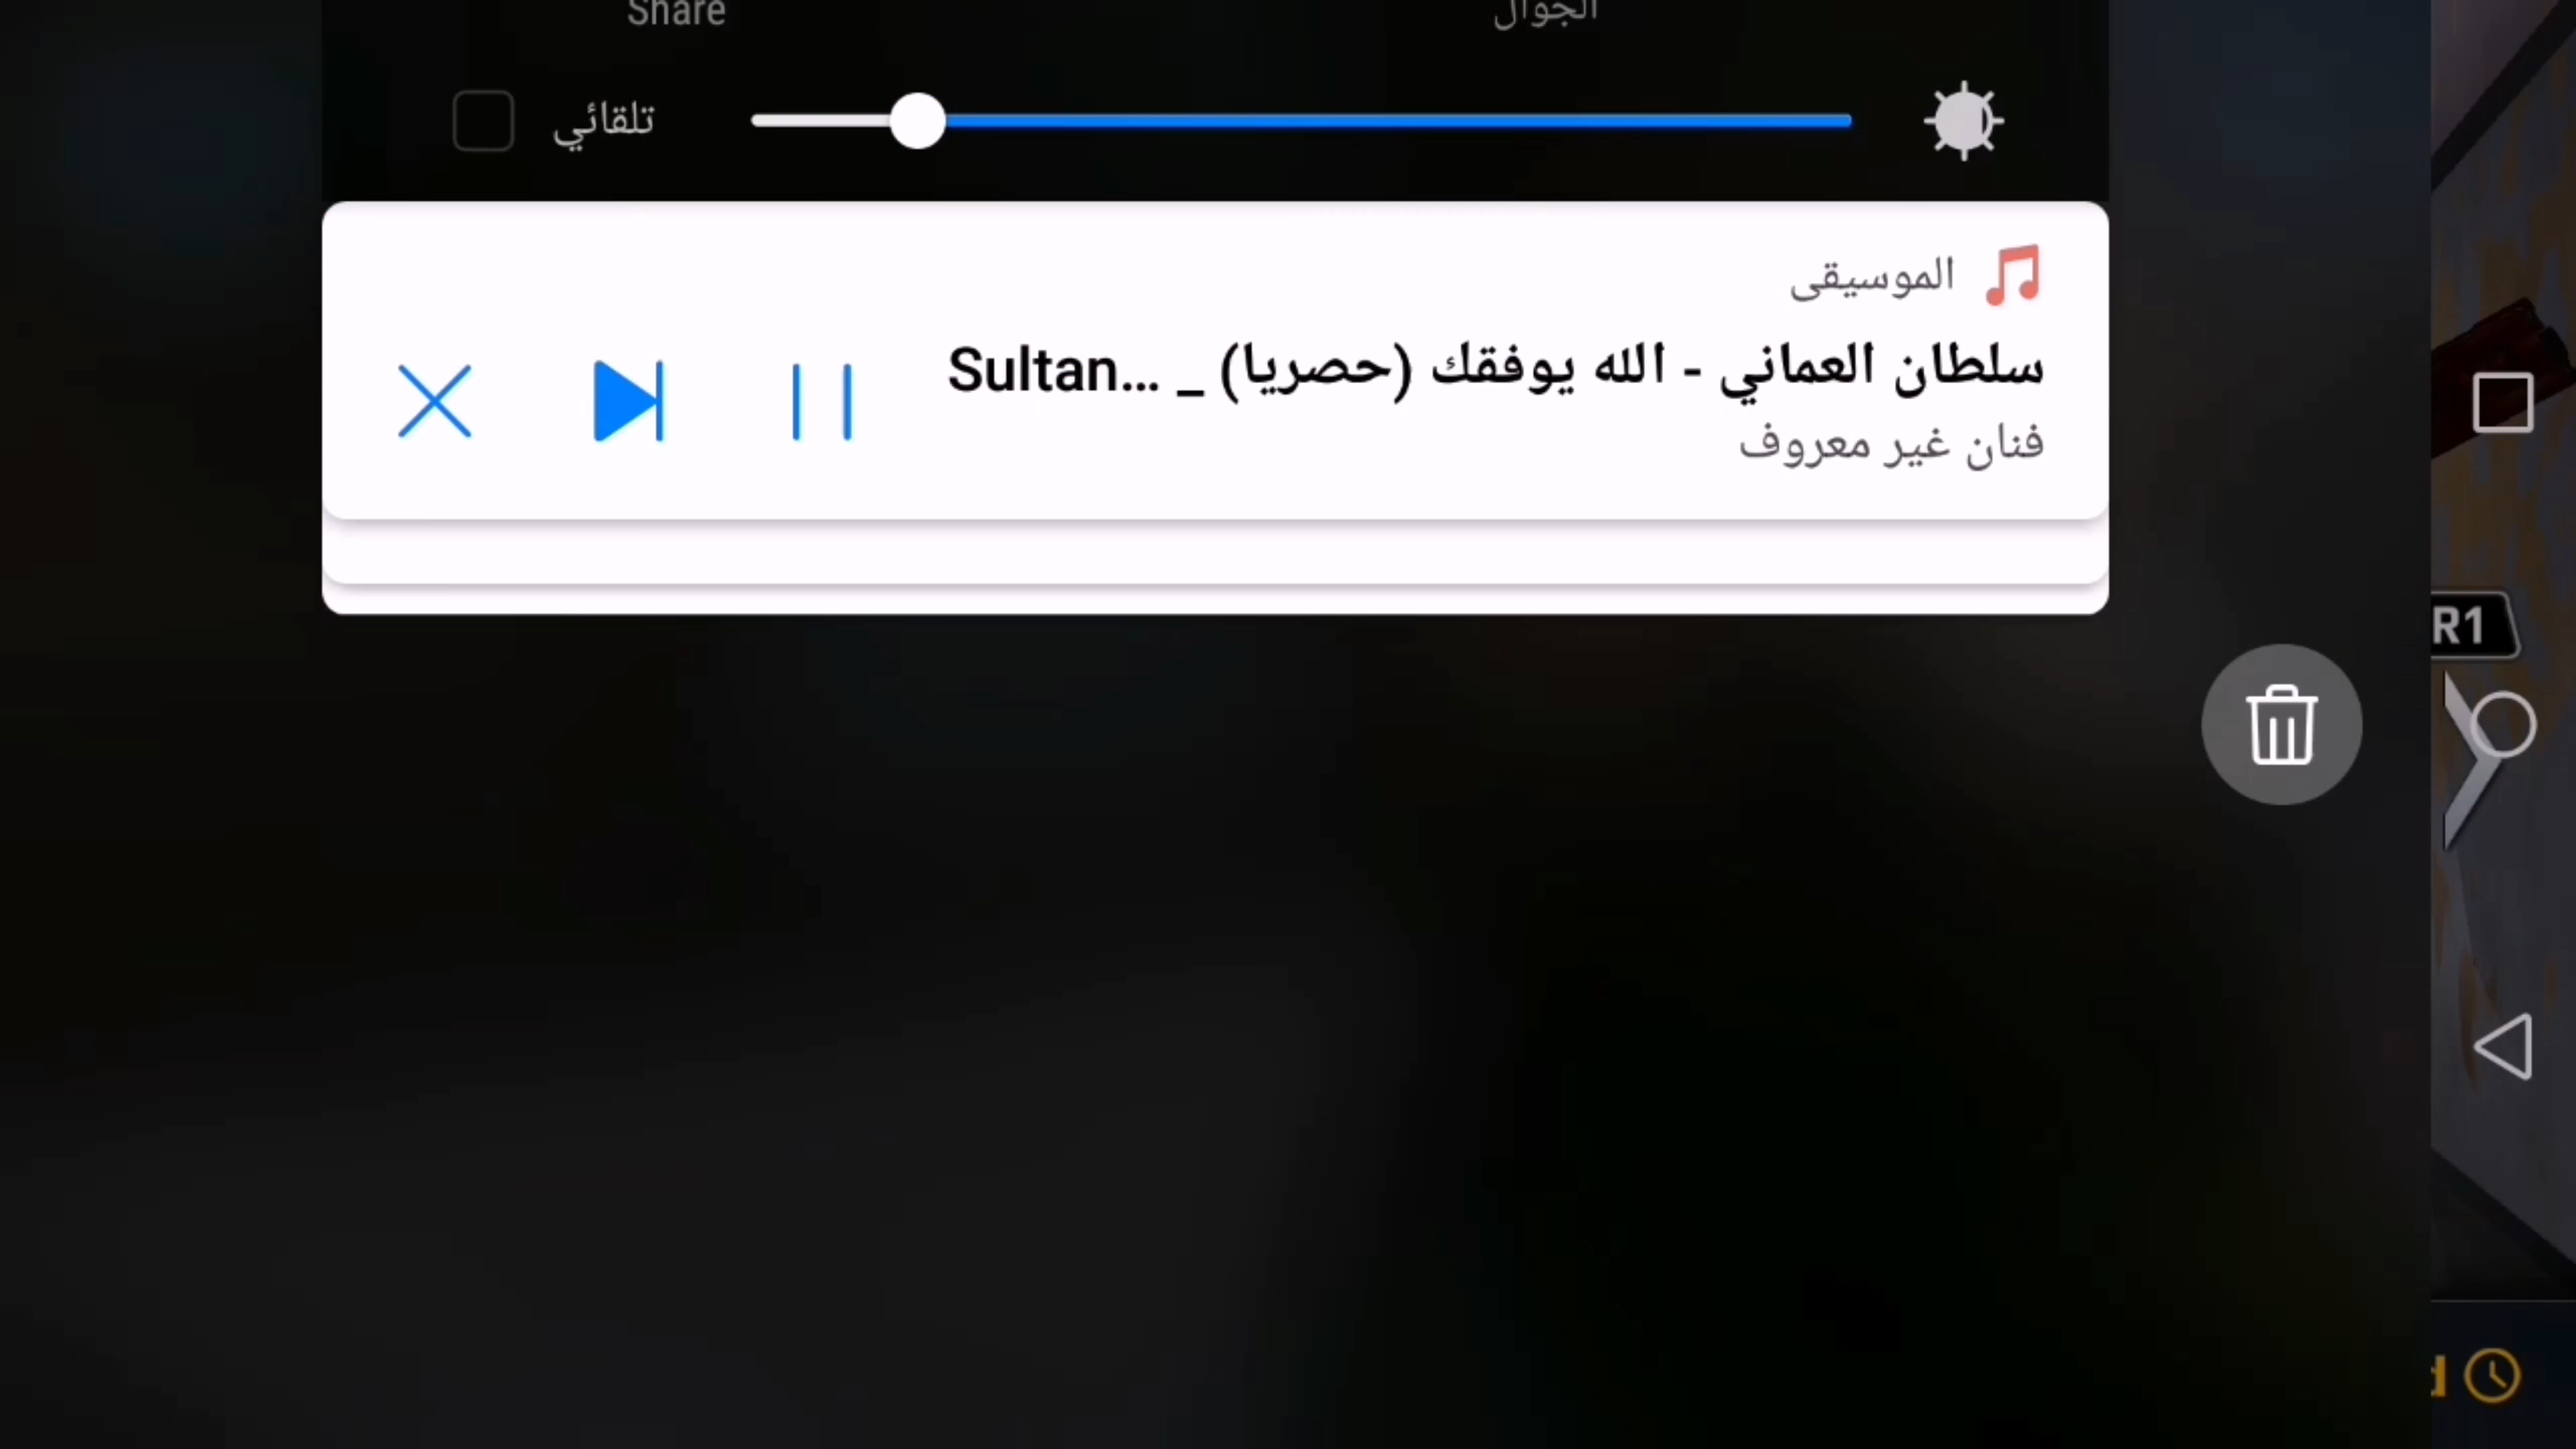 Share
الجوال
تلقائي
الموسيقى
سلطان العماني - الله يوفقك (حصريا) _ Sultan...
فنان غير معروف
R1
d